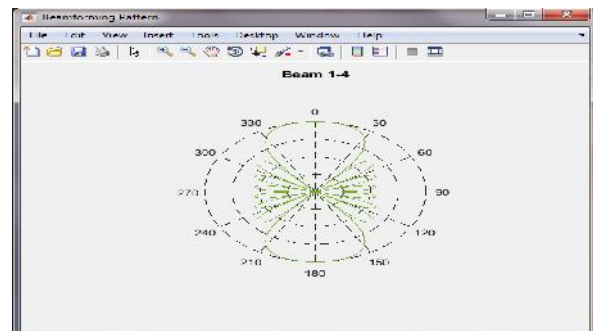 Beamforming Pattern
File Edit View Insert Tools Desktop Window Help
Beam 1-4
0
330 30
300 60
270 90
240 120
210 150
180